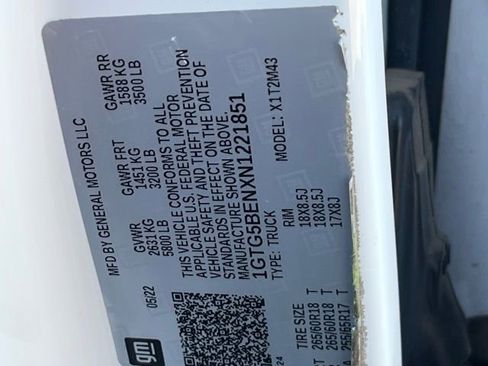 gm
MFD BY GENERAL MOTORS LLC
05/22
GVWR
2631 KG
5800 LB
GAWR FRT
1451 KG
3200 LB
GAWR RR
1588 KG
3500 LB
THIS VEHICLE CONFORMS TO ALL
APPLICABLE U.S. FEDERAL MOTOR
VEHICLE SAFETY AND THEFT PREVENTION
STANDARDS IN EFFECT ON THE DATE OF
MANUFACTURE SHOWN ABOVE.
1GTG5BENXN1221851
TYPE: TRUCK
MODEL: X1T2M43
TIRE SIZE
RIM
265/60R18 T
18X8.5J
265/60R18 T
18X8.5J
265/65R17 T
17X8J